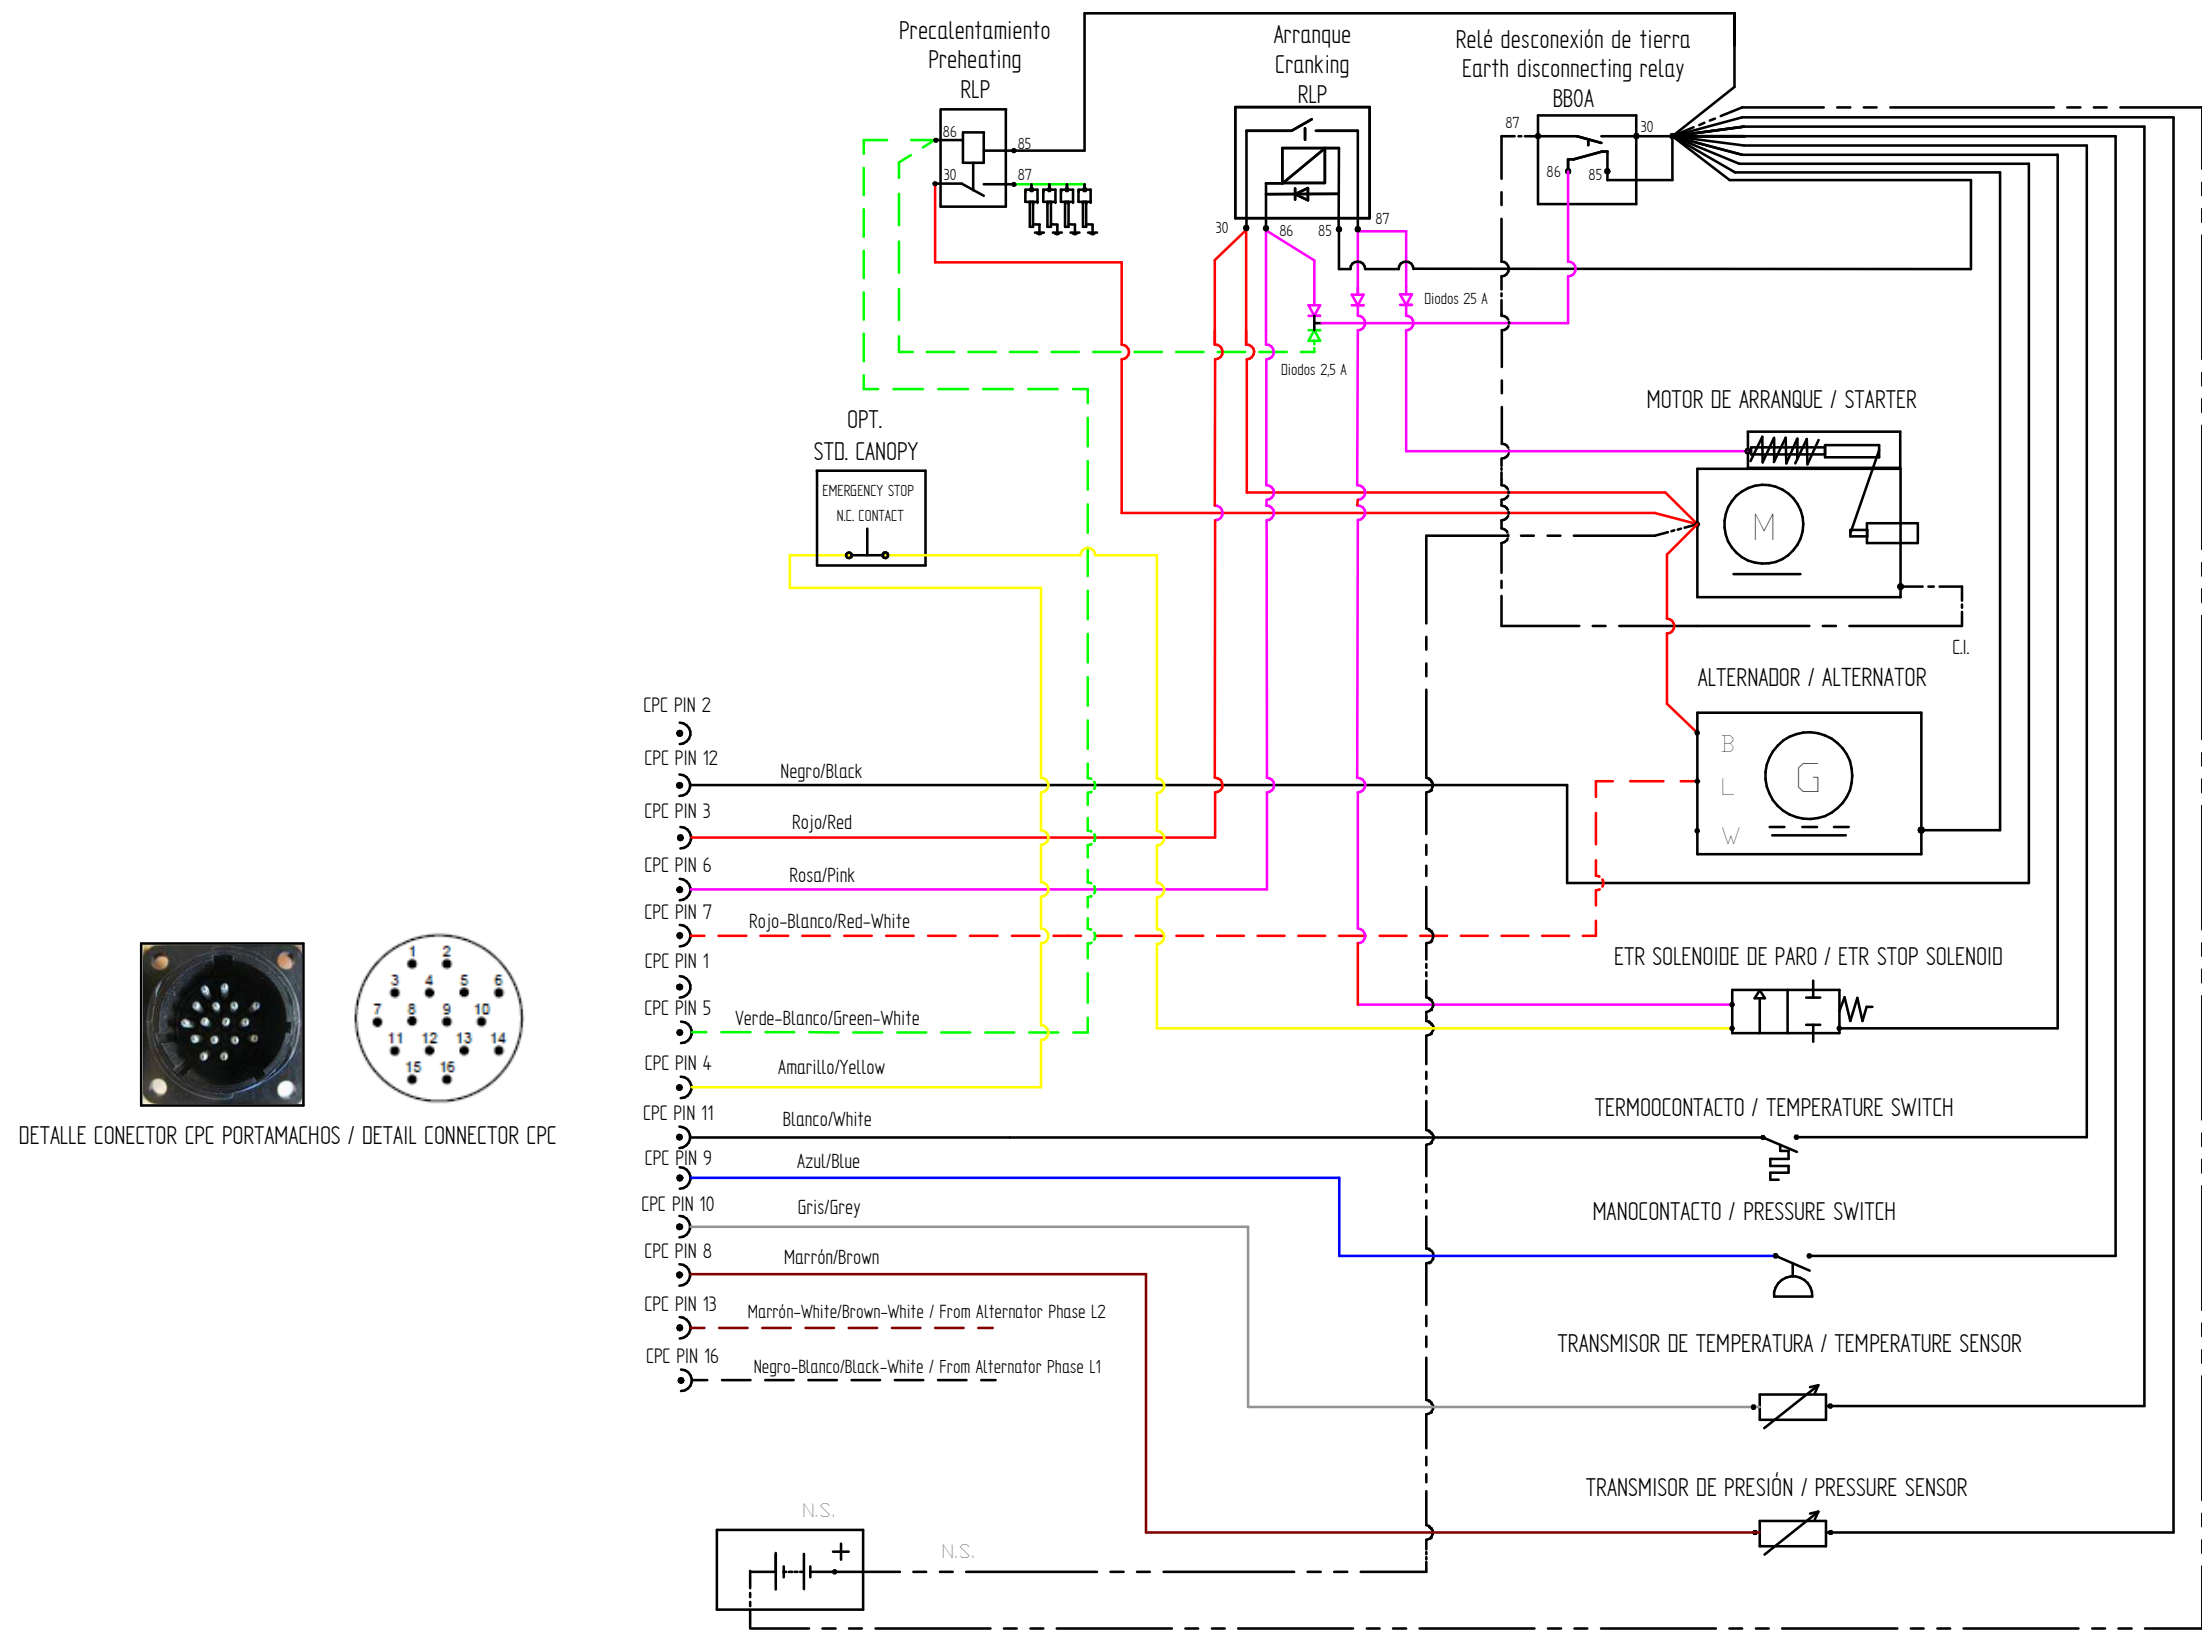 Precalentamiento
Preheating
RLP
86
85
30
87
Arranque
Cranking
RLP
30
86
85
87
Relé desconexión de tierra
Earth disconnecting relay
BBOA
87
30
86
85
Diodos 25 A
Diodos 2,5 A
OPT.
STD. CANOPY
EMERGENCY STOP
N.C. CONTACT
MOTOR DE ARRANQUE / STARTER
M
C.I.
ALTERNADOR / ALTERNATOR
B
L
W
G
CPC PIN 2
CPC PIN 12
Negro/Black
CPC PIN 3
Rojo/Red
CPC PIN 6
Rosa/Pink
CPC PIN 7
Rojo-Blanco/Red-White
CPC PIN 1
CPC PIN 5
Verde-Blanco/Green-White
CPC PIN 4
Amarillo/Yellow
CPC PIN 11
Blanco/White
CPC PIN 9
Azul/Blue
CPC PIN 10
Gris/Grey
CPC PIN 8
Marrón/Brown
CPC PIN 13
Marrón-White/Brown-White / From Alternator Phase L2
CPC PIN 16
Negro-Blanco/Black-White / From Alternator Phase L1
ETR SOLENOIDE DE PARO / ETR STOP SOLENOID
TERMOOCONTACTO / TEMPERATURE SWITCH
MANOCONTACTO / PRESSURE SWITCH
TRANSMISOR DE TEMPERATURA / TEMPERATURE SENSOR
TRANSMISOR DE PRESIÓN / PRESSURE SENSOR
1 2
3 4 5 6
7 8 9 10
11 12 13 14
15 16
DETALLE CONECTOR CPC PORTAMACHOS / DETAIL CONNECTOR CPC
N.S.
+
N.S.